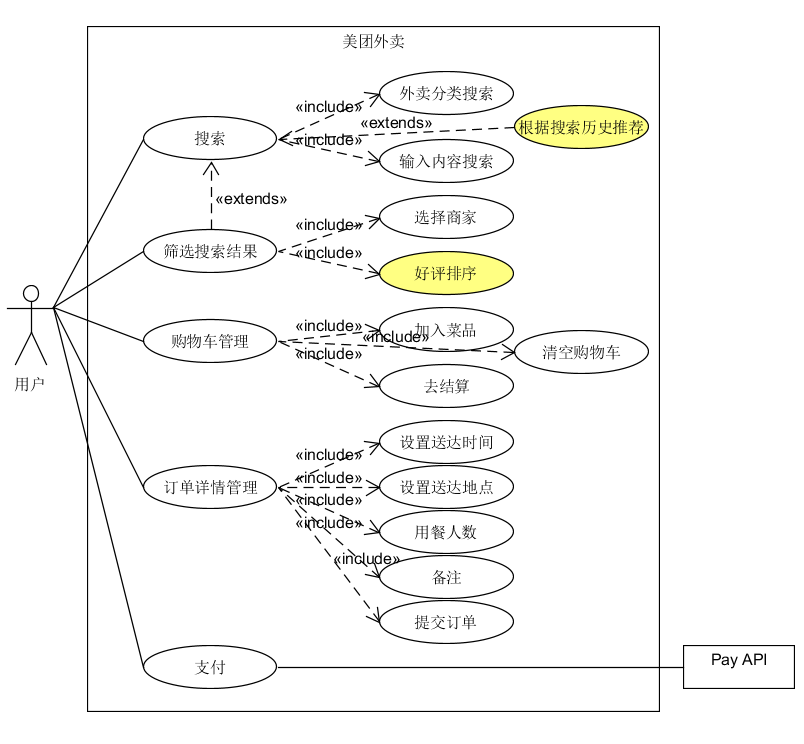 美团外卖
外卖分类搜索
«include»
«extends»
根据搜索历史推荐
搜索
«include»
输入内容搜索
«extends»
选择商家
«include»
筛选搜索结果
«include»
好评排序
用户
«include»
加入菜品
«include»
购物车管理
清空购物车
«include»
去结算
设置送达时间
«include»
«include»
订单详情管理
设置送达地点
«include»
«include»
用餐人数
«include»
备注
提交订单
支付
Pay API